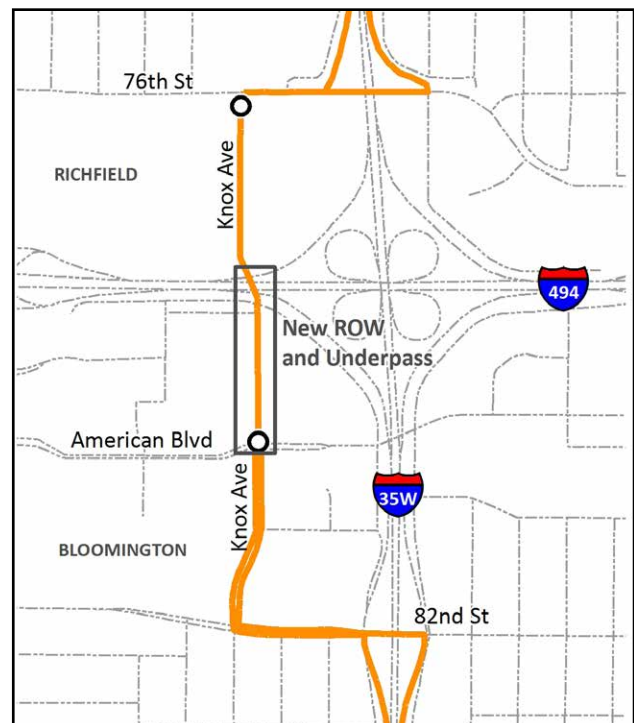 76th St
Knox Ave
RICHFIELD
494
New ROW
and Underpass
American Blvd
Knox Ave
35W
BLOOMINGTON
82nd St